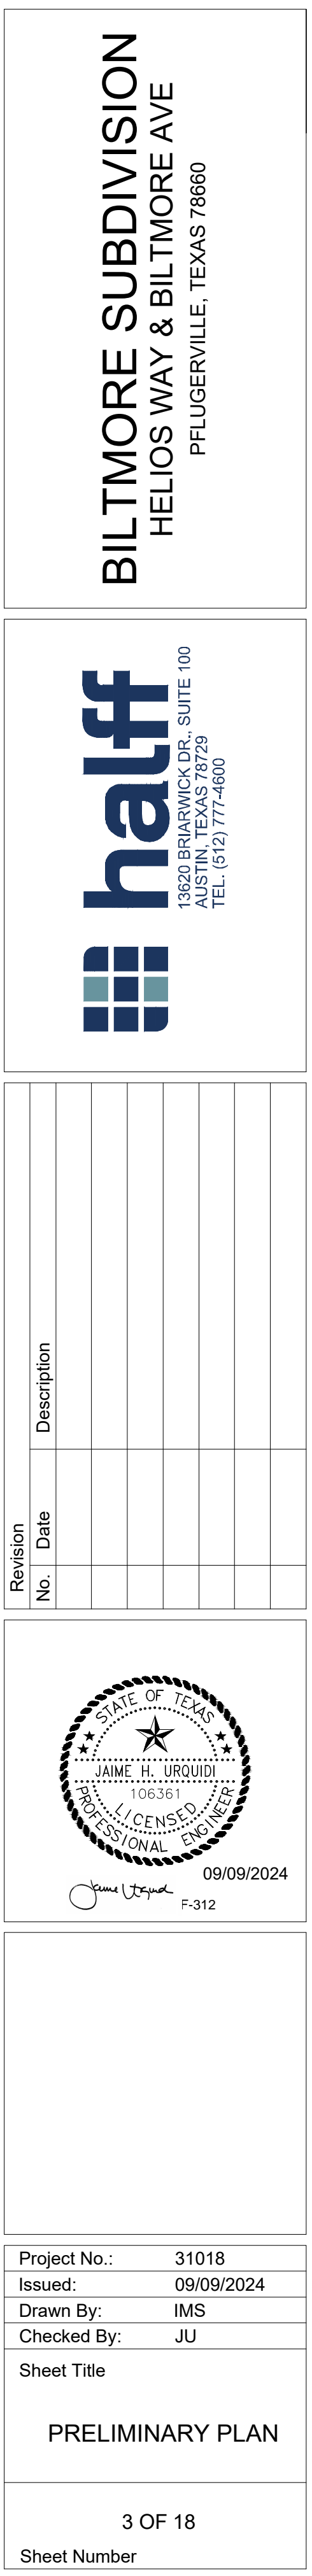 BILTMORE SUBDIVISION
HELIOS WAY & BILTMORE AVE
PFLUGERVILLE, TEXAS 78660
halff
13620 BRIARWICK DR., SUITE 100
AUSTIN, TEXAS 78729
TEL. (512) 777-4600
Revision
No. Date Description
STATE OF TEXAS
JAIME H. URQUIDI
106361
LICENSED
PROFESSIONAL ENGINEER
09/09/2024
Jaime Urquidi
F-312
Project No.: 31018
Issued: 09/09/2024
Drawn By: IMS
Checked By: JU
Sheet Title
PRELIMINARY PLAN
3 OF 18
Sheet Number